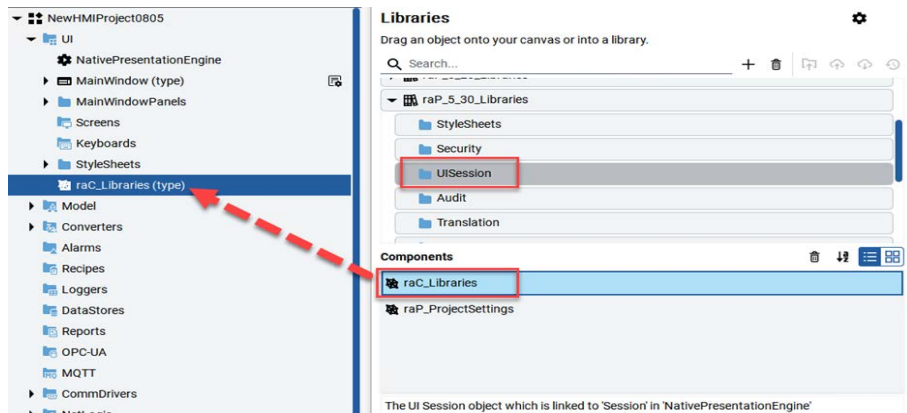 NewHMIProject0805
UI
NativePresentationEngine
MainWindow (type)
MainWindowPanels
Screens
Keyboards
StyleSheets
raC_Libraries (type)
Model
Converters
Alarms
Recipes
Loggers
DataStores
Reports
OPC-UA
MQTT
CommDrivers
Libraries
Drag an object onto your canvas or into a library.
Search...
raP_5_30_Libraries
StyleSheets
Security
UISession
Audit
Translation
Components
raC_Libraries
raP_ProjectSettings
The UI Session object which is linked to 'Session' in 'NativePresentationEngine'